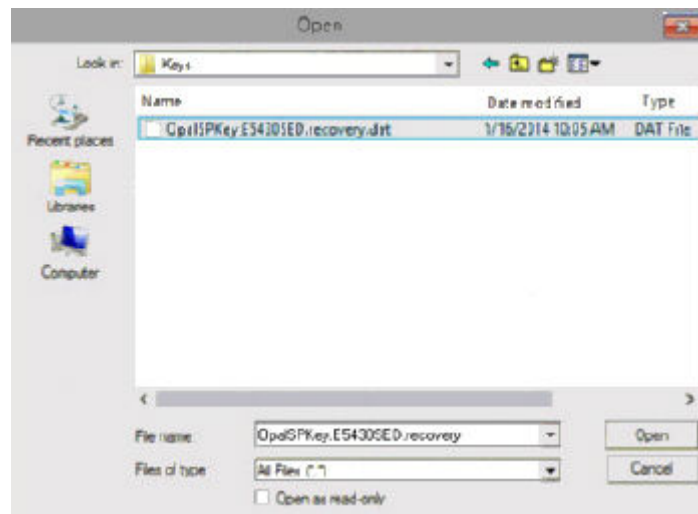 Open
Look in: Keys
Name Date modified Type
OpalSPKey.E5430SED.recovery.dat 1/16/2014 10:05 AM DAT File
Recent places
Libraries
Computer
File name: OpalSPKey.E5430SED.recovery
Files of type: All Files (*.*)
Open as read-only
Open
Cancel